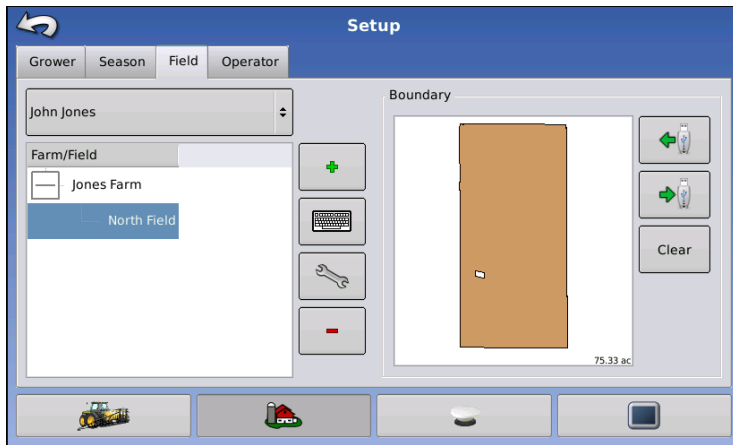 Setup
Grower Season Field Operator
John Jones
Farm/Field
Jones Farm
North Field
Boundary
Clear
75.33 ac